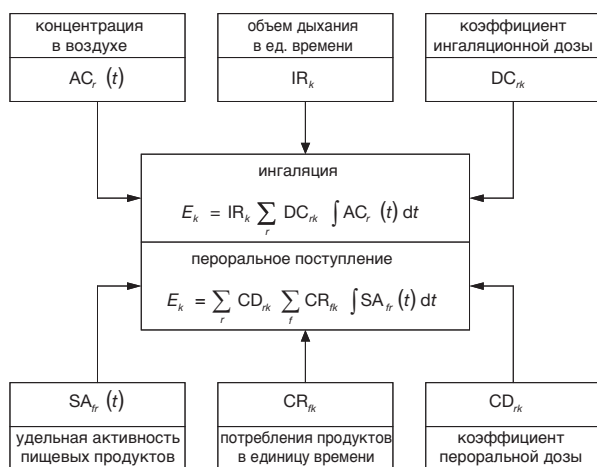 концентрация
в воздухе
AC_r (t)
объем дыхания
в ед. времени
IR_k
коэффициент
ингаляционной дозы
DC_rk
ингаляция
E_k = IR_k ∑_r DC_rk ∫ AC_r (t) dt
пероральное поступление
E_k = ∑_r CD_rk ∑_f CR_fk ∫ SA_fr (t) dt
SA_fr (t)
удельная активность
пищевых продуктов
CR_fk
потребления продуктов
в единицу времени
CD_rk
коэффициент
пероральной дозы